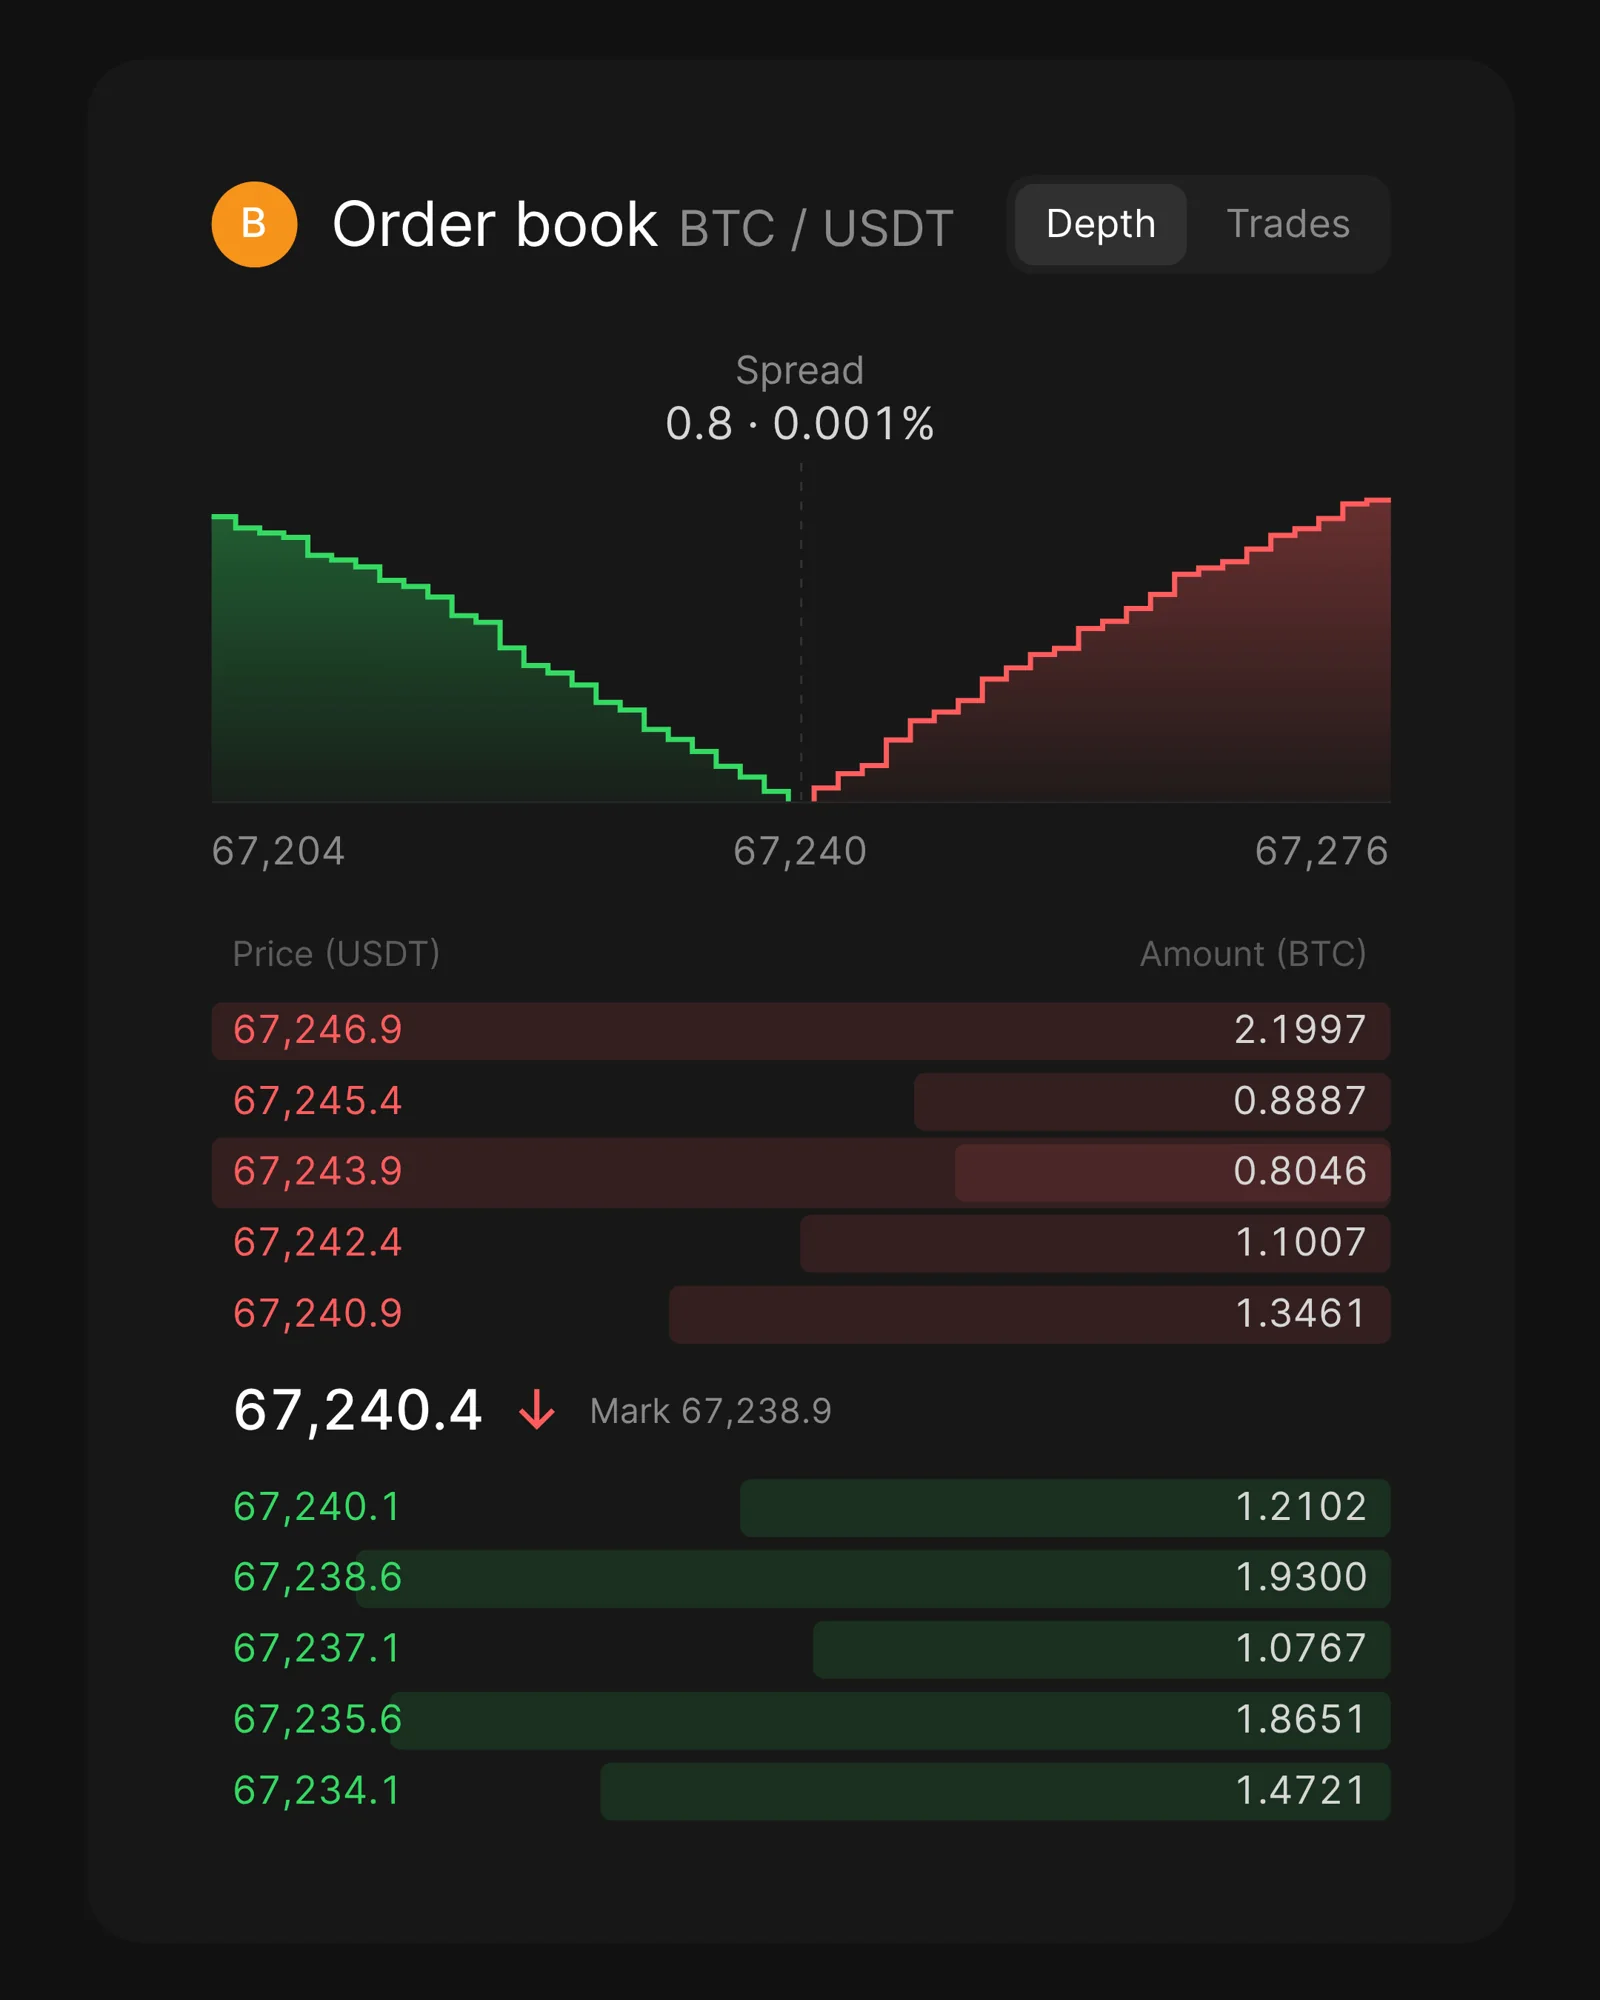 B Order book BTC / USDT Depth Trades
Spread
0.8 · 0.001%
67,204 67,240 67,276
Price (USDT) Amount (BTC)
67,246.9 2.1997
67,245.4 0.8887
67,243.9 0.8046
67,242.4 1.1007
67,240.9 1.3461
67,240.4 ↓ Mark 67,238.9
67,240.1 1.2102
67,238.6 1.9300
67,237.1 1.0767
67,235.6 1.8651
67,234.1 1.4721